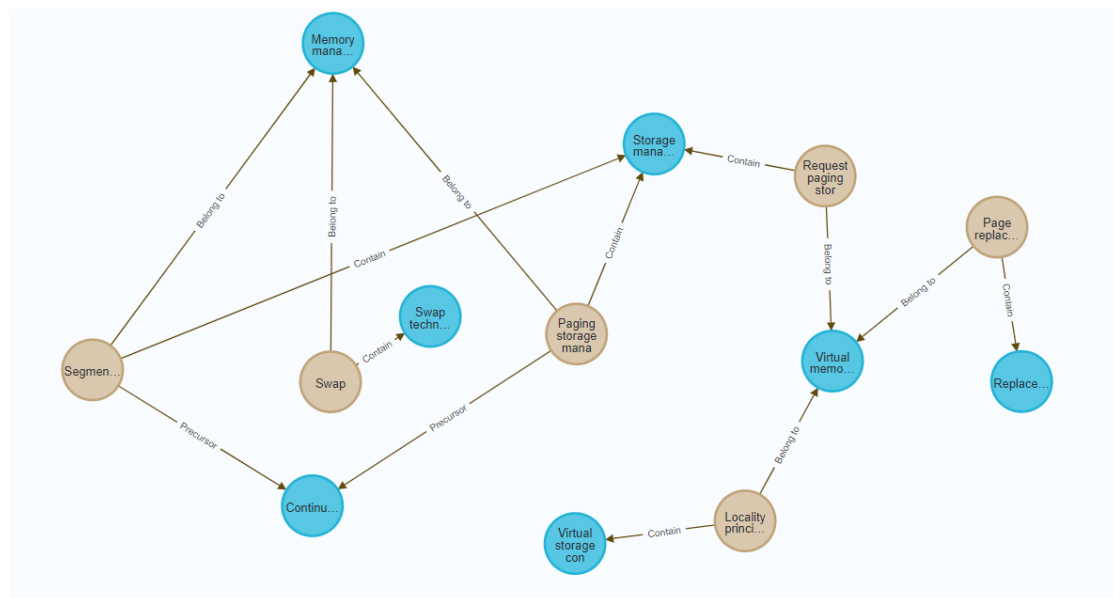 Memory
mana…
Storage
mana…
Contain
Request
paging
stor
Belong to
Belong to
Belong to
Page
replac…
Contain
Contain
Belong to
Belong to
Contain
Swap
techn…
Paging
storage
mana
Contain
Virtual
memo…
Segmen…
Swap
Replace…
Precursor
Precursor
Belong to
Continu…
Locality
princi…
Contain
Virtual
storage
con